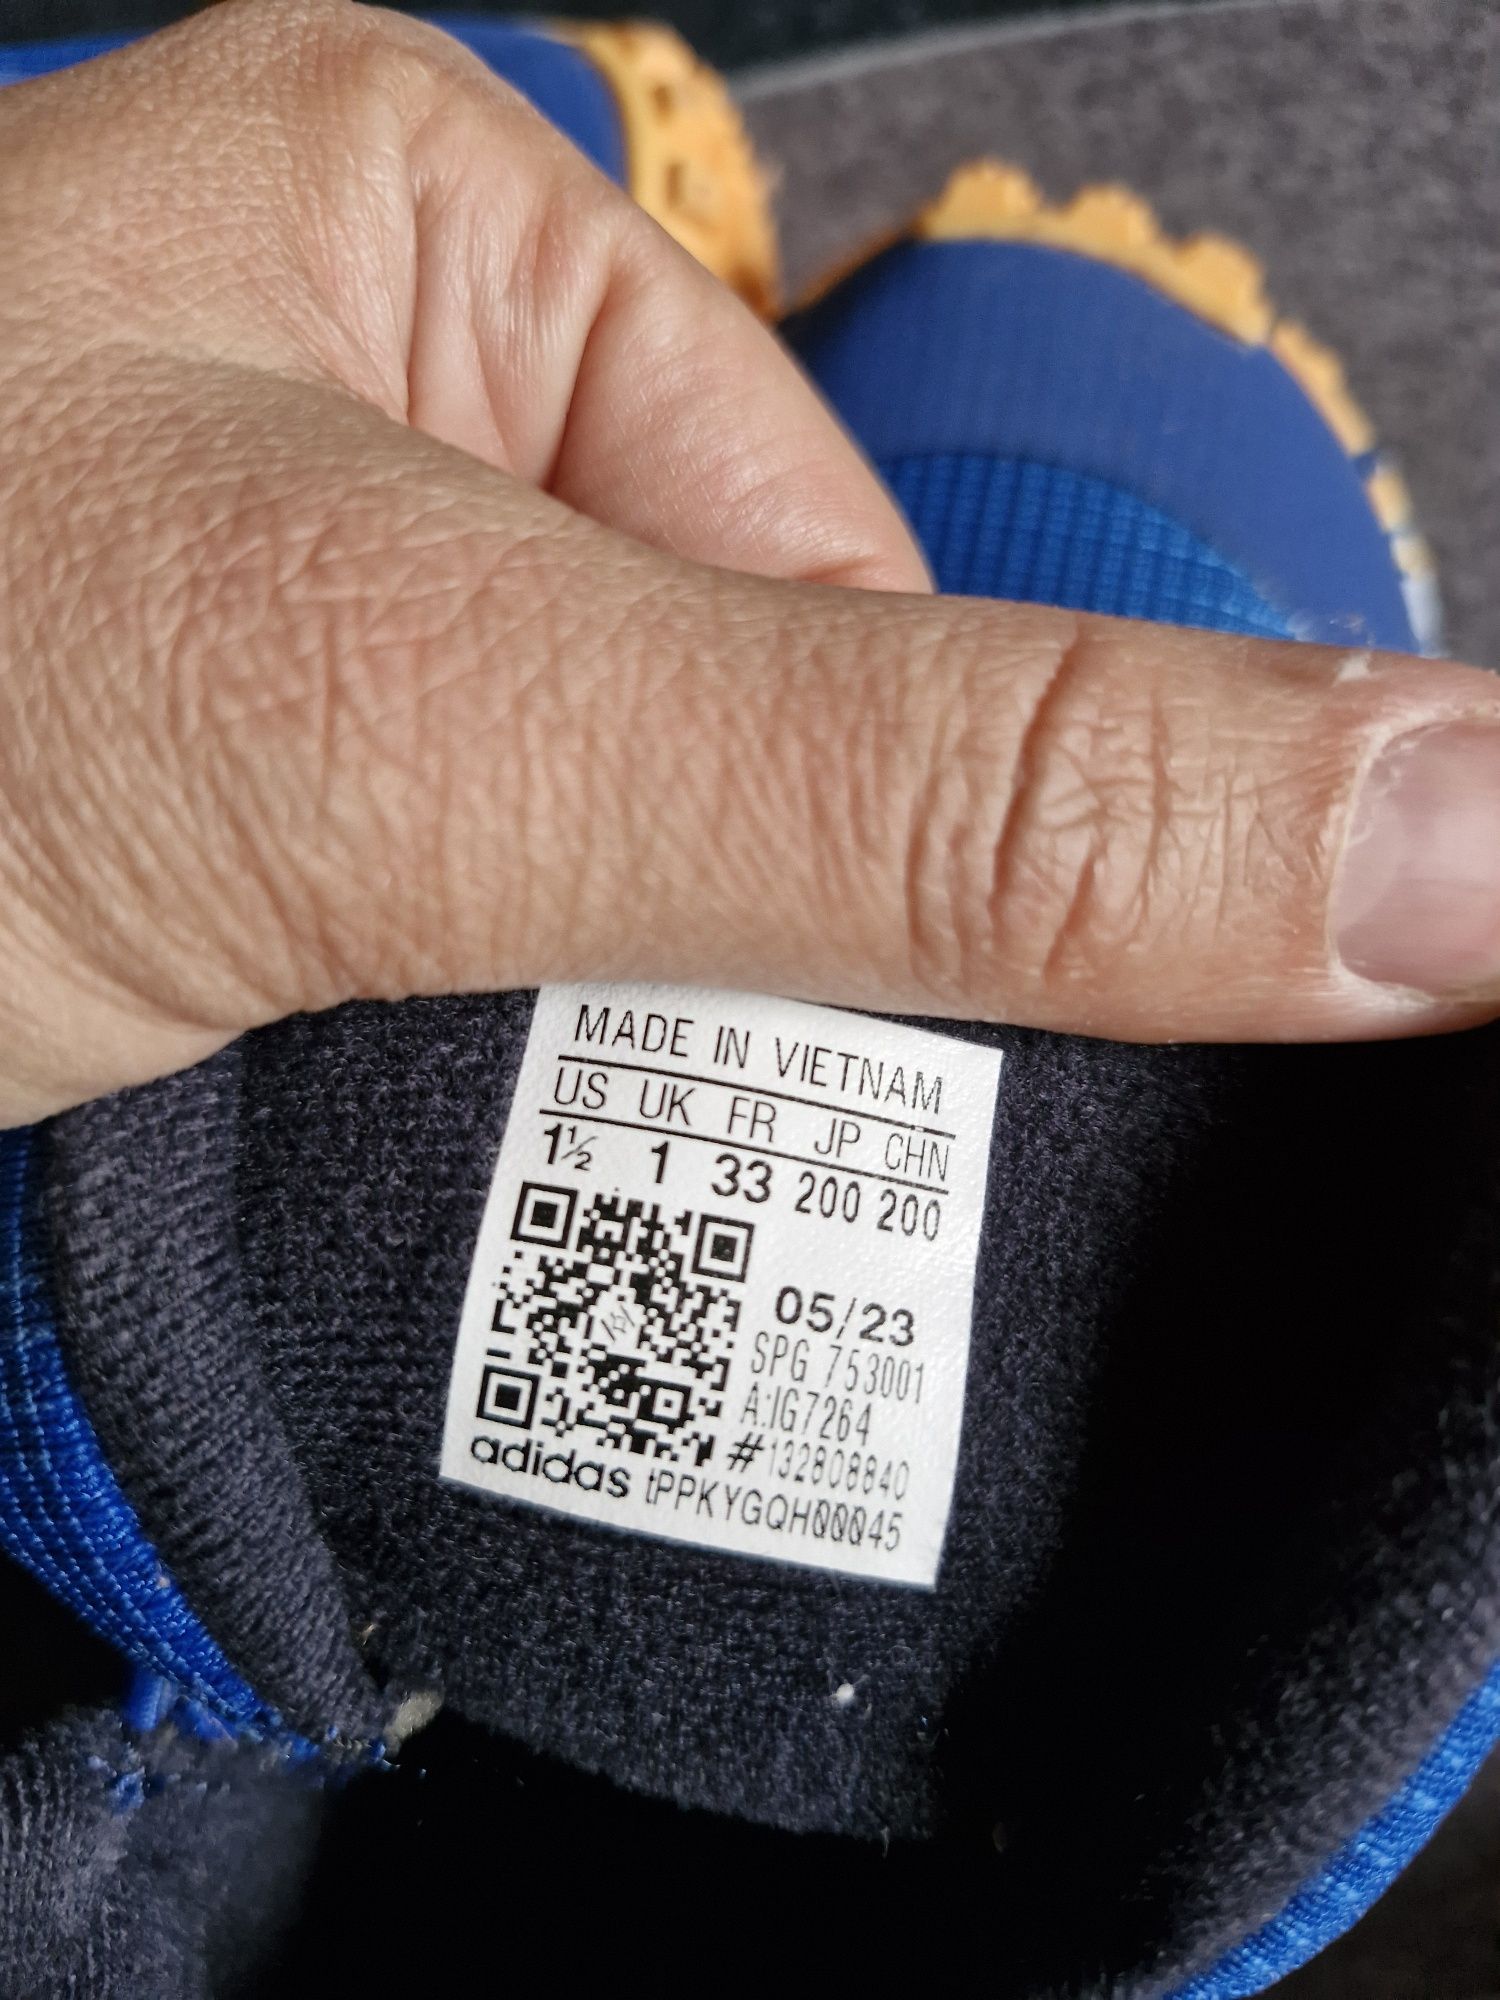 MADE IN VIETNAM
US UK FR JP CHN
1½ 1 33 200 200
05/23
SPG 753001
A:IG7264
#132808840
adidas tPPKYGQH00045